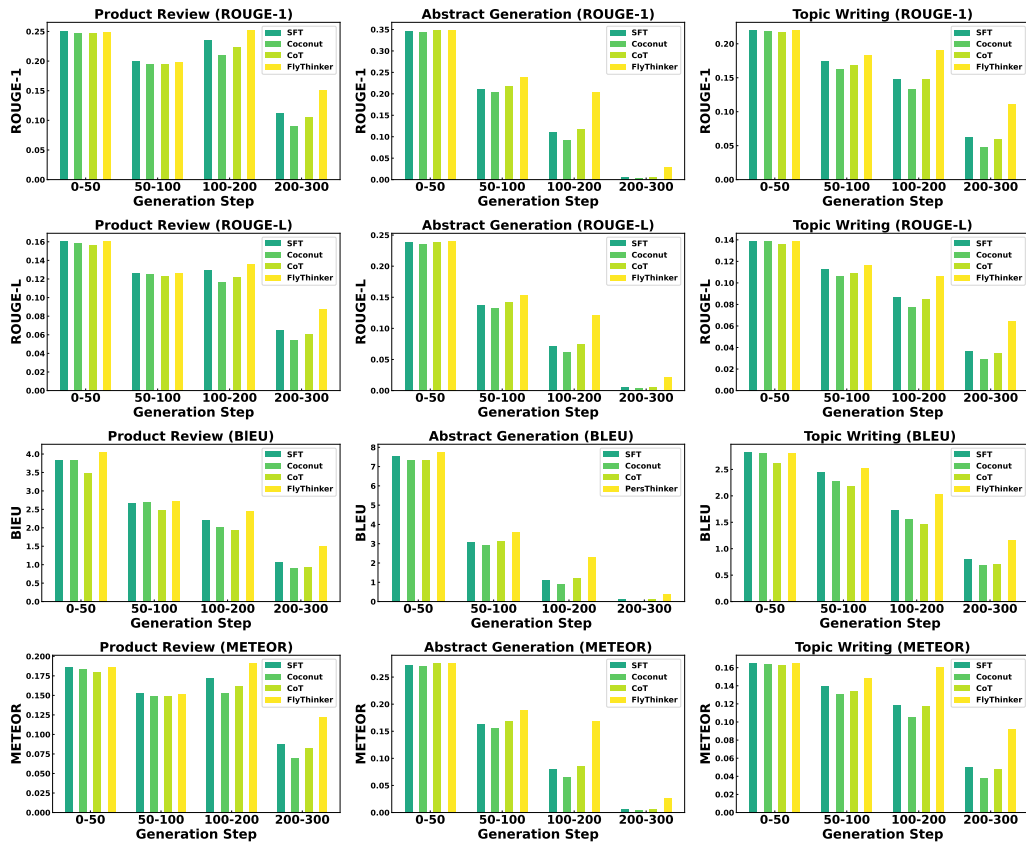 Product Review (ROUGE-1)
ROUGE-1
0.25
0.20
0.15
0.10
0.05
0.00
SFT
Coconut
CoT
FlyThinker
0-50 50-100 100-200 200-300
Generation Step
Abstract Generation (ROUGE-1)
ROUGE-1
0.35
0.30
0.25
0.20
0.15
0.10
0.05
0.00
SFT
Coconut
CoT
FlyThinker
0-50 50-100 100-200 200-300
Generation Step
Topic Writing (ROUGE-1)
ROUGE-1
0.20
0.15
0.10
0.05
0.00
SFT
Coconut
CoT
FlyThinker
0-50 50-100 100-200 200-300
Generation Step
Product Review (ROUGE-L)
ROUGE-L
0.16
0.14
0.12
0.10
0.08
0.06
0.04
0.02
0.00
SFT
Coconut
CoT
FlyThinker
0-50 50-100 100-200 200-300
Generation Step
Abstract Generation (ROUGE-L)
ROUGE-L
0.25
0.20
0.15
0.10
0.05
0.00
SFT
Coconut
CoT
FlyThinker
0-50 50-100 100-200 200-300
Generation Step
Topic Writing (ROUGE-L)
ROUGE-L
0.14
0.12
0.10
0.08
0.06
0.04
0.02
0.00
SFT
Coconut
CoT
FlyThinker
0-50 50-100 100-200 200-300
Generation Step
Product Review (BlEU)
BlEU
4.0
3.5
3.0
2.5
2.0
1.5
1.0
0.5
0.0
SFT
Coconut
CoT
FlyThinker
0-50 50-100 100-200 200-300
Generation Step
Abstract Generation (BLEU)
BLEU
8
7
6
5
4
3
2
1
0
SFT
Coconut
CoT
PersThinker
0-50 50-100 100-200 200-300
Generation Step
Topic Writing (BLEU)
BLEU
2.5
2.0
1.5
1.0
0.5
0.0
SFT
Coconut
CoT
FlyThinker
0-50 50-100 100-200 200-300
Generation Step
Product Review (METEOR)
METEOR
0.200
0.175
0.150
0.125
0.100
0.075
0.050
0.025
0.000
SFT
Coconut
CoT
FlyThinker
0-50 50-100 100-200 200-300
Generation Step
Abstract Generation (METEOR)
METEOR
0.25
0.20
0.15
0.10
0.05
0.00
SFT
Coconut
CoT
FlyThinker
0-50 50-100 100-200 200-300
Generation Step
Topic Writing (METEOR)
METEOR
0.16
0.14
0.12
0.10
0.08
0.06
0.04
0.02
0.00
SFT
Coconut
CoT
FlyThinker
0-50 50-100 100-200 200-300
Generation Step